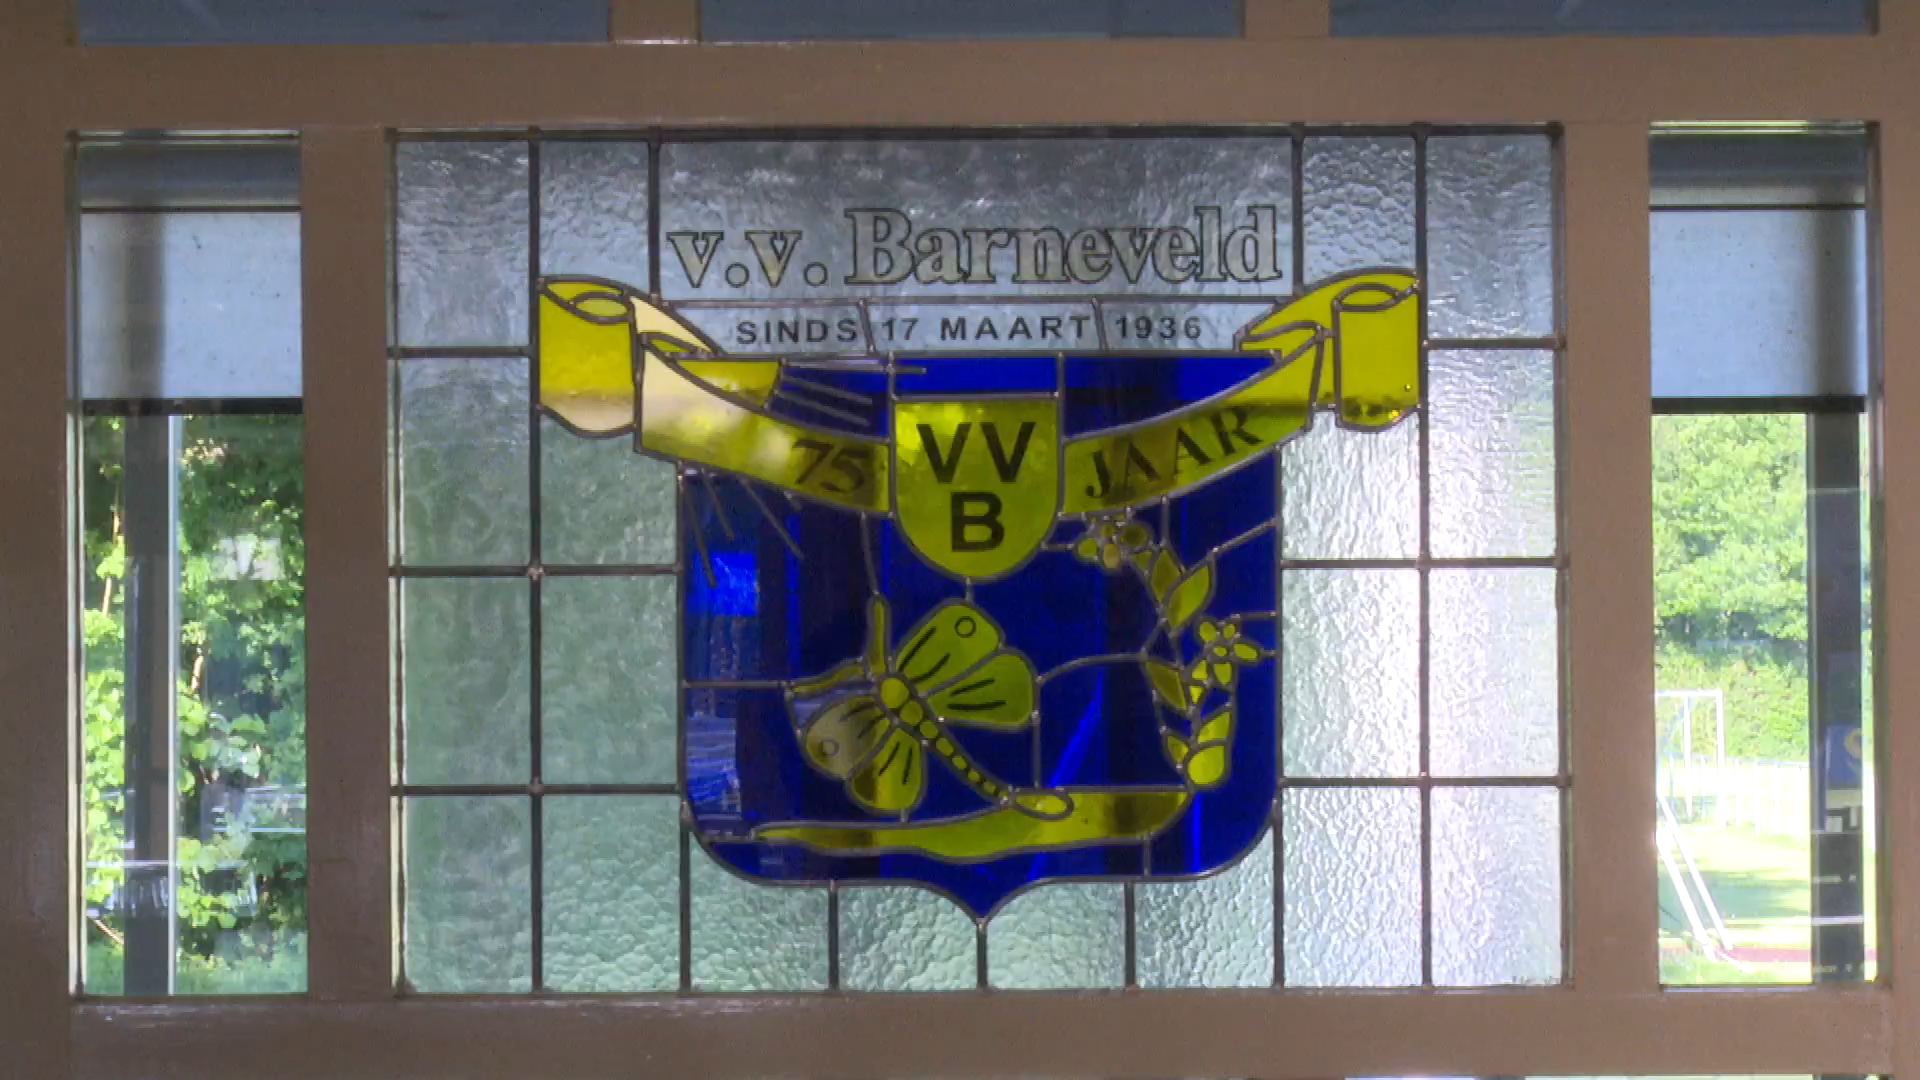 v.v. Barneveld
SINDS 17 MAART 1936
75 JAAR
VV
B